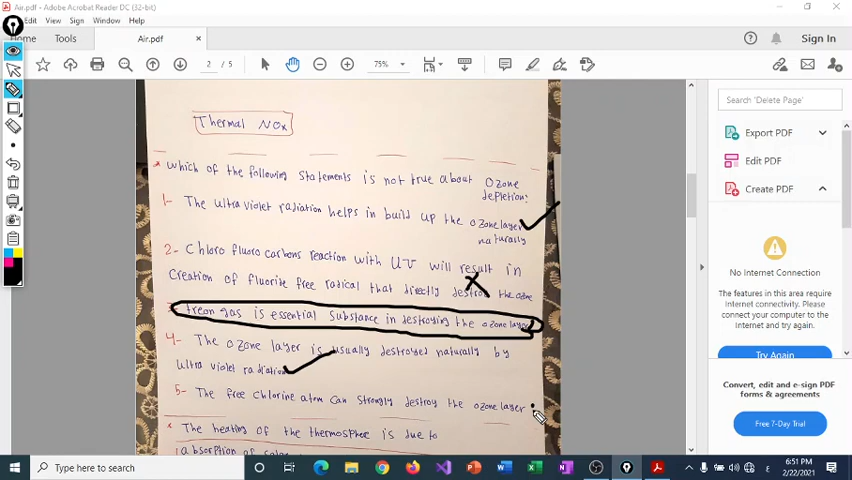 Air.pdf - Adobe Acrobat Reader DC (32-bit)
Edit View Sign Window Help
Home Tools Air.pdf × Sign In
2 / 5 75%
Search 'Delete Page'
Export PDF
Edit PDF
Create PDF
No Internet Connection
The features in this area require
Internet connectivity. Please
connect your computer to the
Internet and try again.
Try Again
Convert, edit and e-sign PDF
forms & agreements
Free 7-Day Trial
Thermal NOx
* Which of the following Statements is not true about Ozone
depletion:
1- The ultra violet radiation helps in build up the ozone layer
naturally
2- Chloro fluoro carbons reaction with UV will result in
Creation of fluorite free radical that directly destroy the ozone
freon gas is essential Substance in destroying the ozone layer
4- The ozone layer is usually destroyed naturally by
ultra violet radiation
5- The free chlorine atom can strongly destroy the ozone layer
* The heating of the thermosphere is due to
Type here to search
6:51 PM
2/22/2021